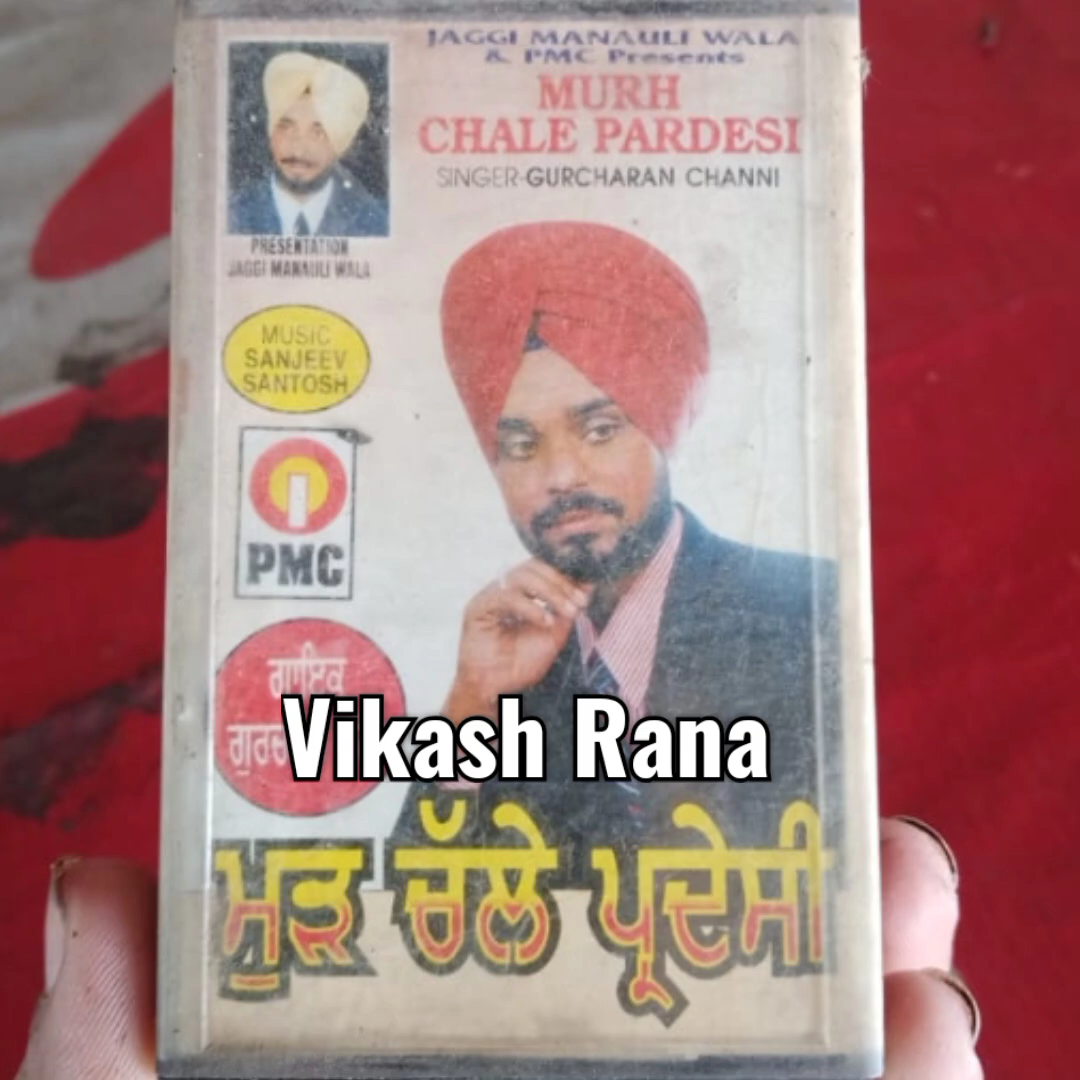 JAGGI MANAULI WALA
& PMC Presents
MURH
CHALE PARDESI
SINGER-GURCHARAN CHANNI
PRESENTATION
JAGGI MANAULI WALA
MUSIC
SANJEEV
SANTOSH
PMC
ਗਾਇਕ
Vikash Rana
ਮੁੜ ਚੱਲੇ ਪ੍ਰਦੇਸੀ